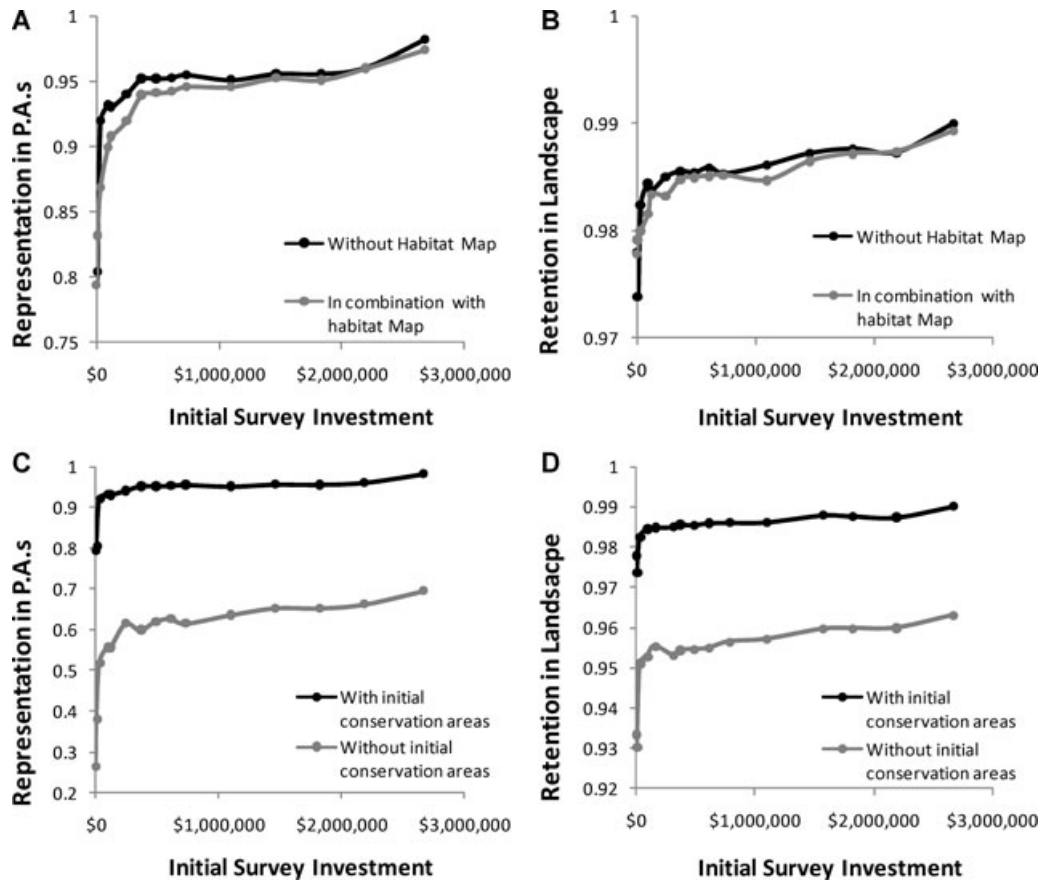 A
Representation in P.A.s
1
0.95
0.9
0.85
0.8
0.75
Without Habitat Map
In combination with
habitat Map
$0
$1,000,000
$2,000,000
$3,000,000
Initial Survey Investment
B
Retention in Landscape
1
0.99
0.98
0.97
Without Habitat Map
In combination with
habitat Map
$0
$1,000,000
$2,000,000
$3,000,000
Initial Survey Investment
C
Representation in P.A.s
1
0.9
0.8
0.7
0.6
0.5
0.4
0.3
0.2
With initial
conservation areas
Without initial
conservation areas
$0
$1,000,000
$2,000,000
$3,000,000
Initial Survey Investment
D
Retention in Landsacpe
1
0.99
0.98
0.97
0.96
0.95
0.94
0.93
0.92
With initial
conservation areas
Without initial
conservation areas
$0
$1,000,000
$2,000,000
$3,000,000
Initial Survey Investment